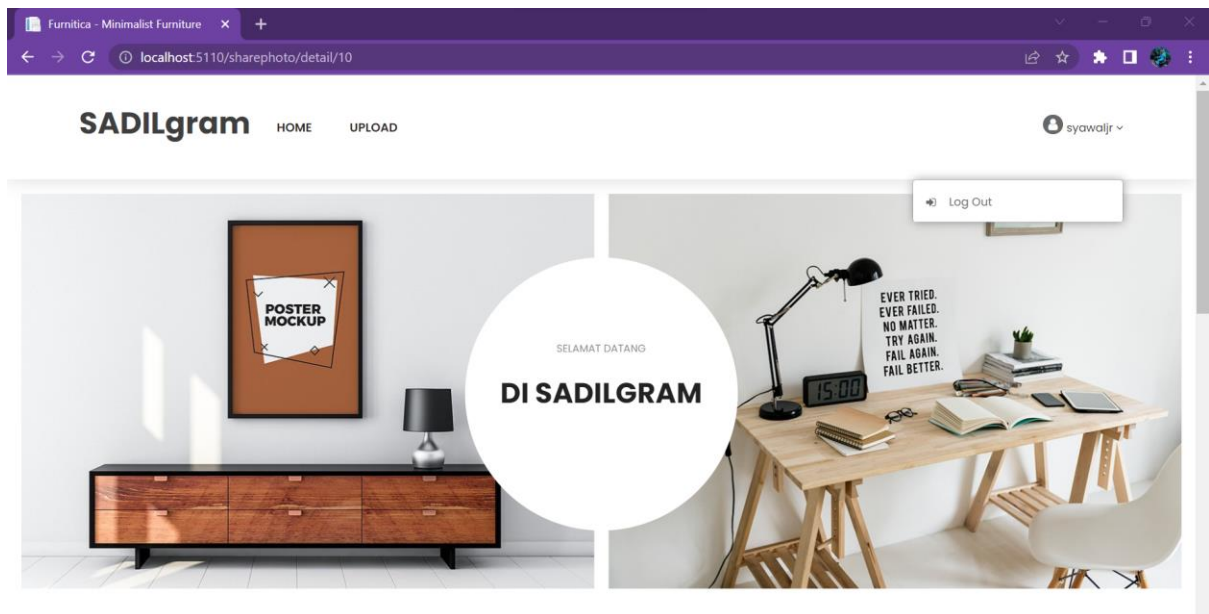 Furnitica - Minimalist Furniture
localhost:5110/sharephoto/detail/10
SADILgram HOME UPLOAD syawaljr
Log Out
POSTER
MOCKUP
SELAMAT DATANG
DI SADILGRAM
EVER TRIED.
EVER FAILED.
NO MATTER.
TRY AGAIN.
FAIL AGAIN.
FAIL BETTER.
15:00